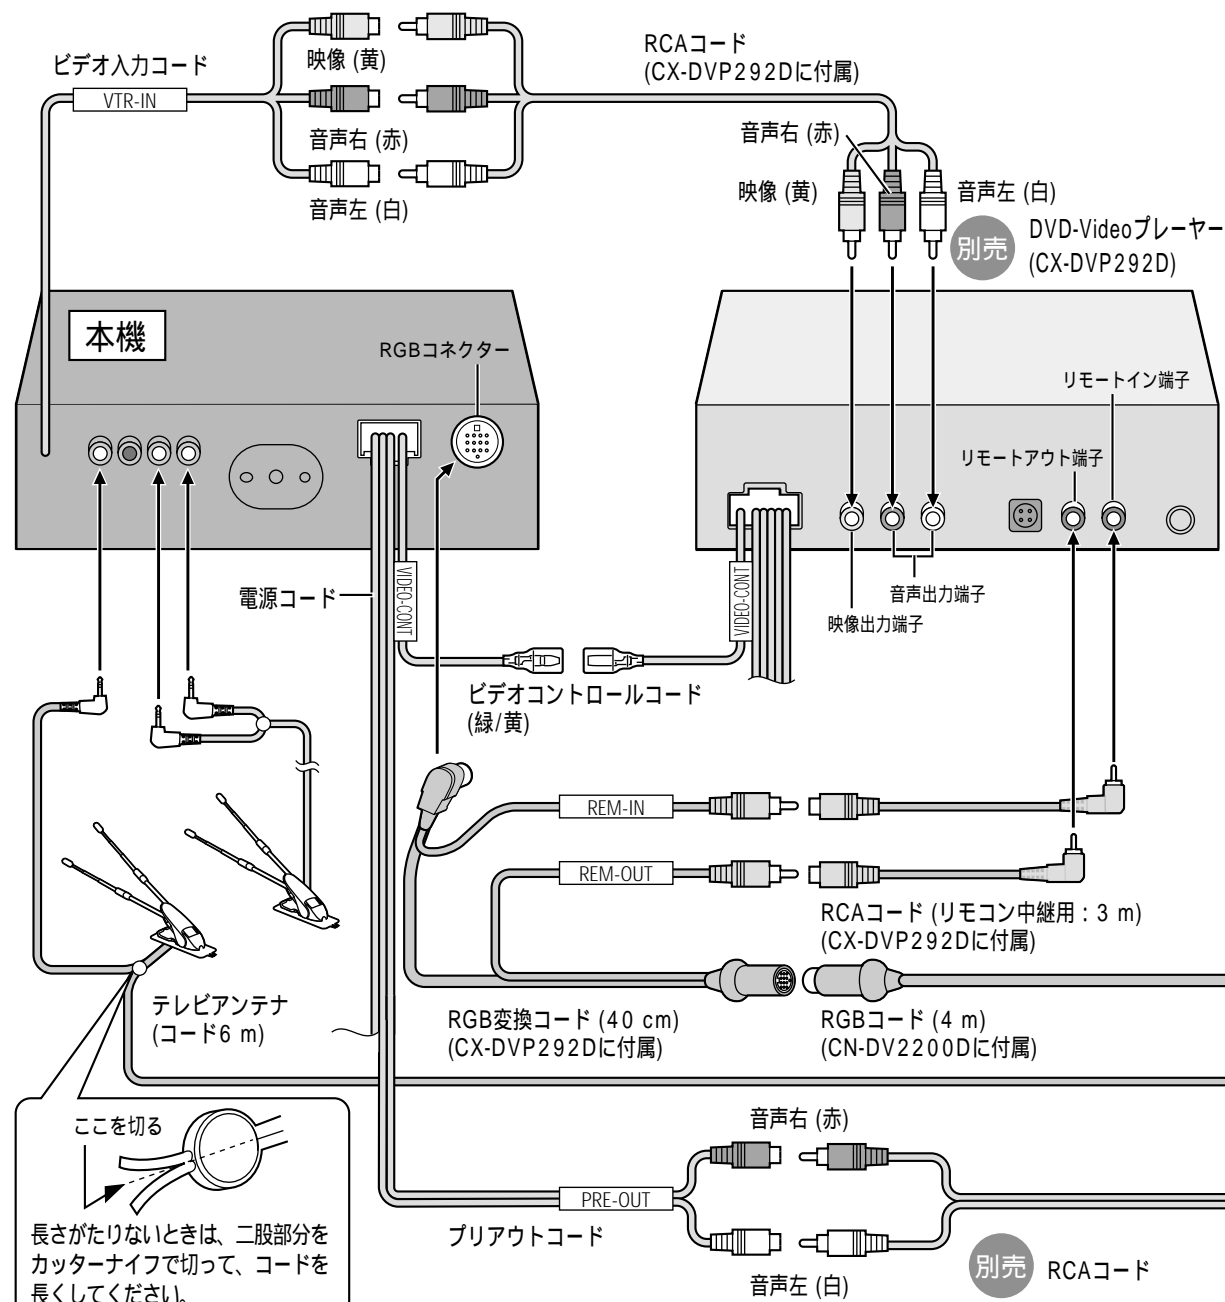 ビデオ入力コード
VTR-IN
映像 (黄)
音声右 (赤)
音声左 (白)
RCAコード
(CX-DVP292Dに付属)
音声右 (赤)
映像 (黄)
音声左 (白)
別売
DVD-Videoプレーヤー
(CX-DVP292D)
本機
RGBコネクター
リモートイン端子
リモートアウト端子
音声出力端子
映像出力端子
電源コード
VIDEO-CONT
VIDEO-CONT
ビデオコントロールコード
(緑/黄)
REM-IN
REM-OUT
RCAコード (リモコン中継用：3 m)
(CX-DVP292Dに付属)
テレビアンテナ
(コード6 m)
RGB変換コード (40 cm)
(CX-DVP292Dに付属)
RGBコード (4 m)
(CN-DV2200Dに付属)
ここを切る
長さがたりないときは、二股部分を
カッターナイフで切って、コードを
長くしてください。
音声右 (赤)
PRE-OUT
プリアウトコード
音声左 (白)
別売
RCAコード